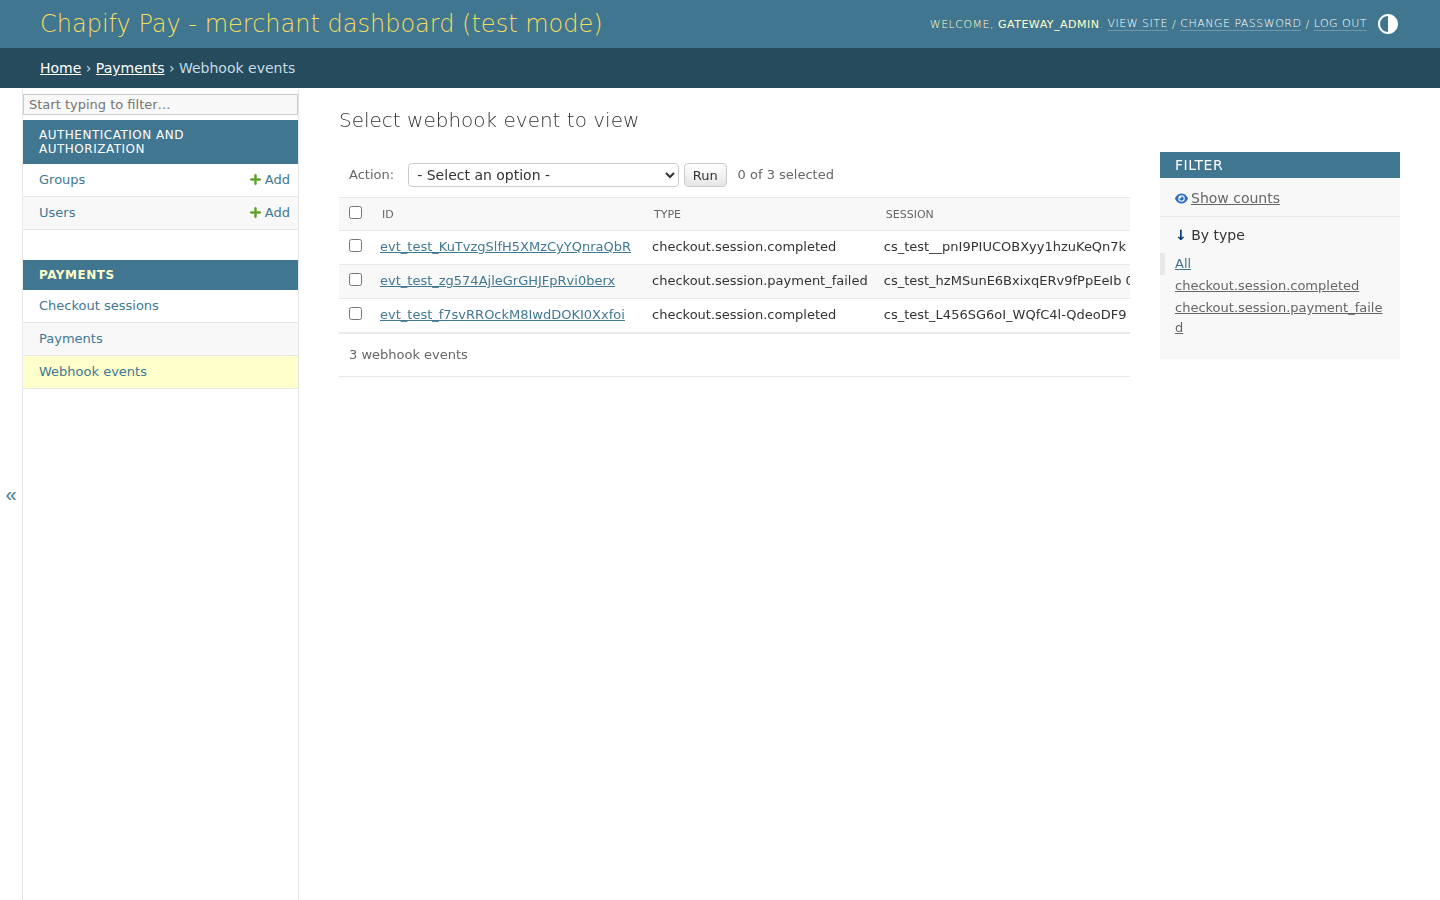 Chapify Pay - merchant dashboard (test mode)
WELCOME, GATEWAY_ADMIN. VIEW SITE / CHANGE PASSWORD / LOG OUT
Home › Payments › Webhook events
Start typing to filter…
AUTHENTICATION AND
AUTHORIZATION
Groups
Add
Users
Add
PAYMENTS
Checkout sessions
Payments
Webhook events
«
Select webhook event to view
Action: - Select an option - Run 0 of 3 selected
ID TYPE SESSION
evt_test_KuTvzgSlfH5XMzCyYQnraQbR checkout.session.completed cs_test__pnI9PIUCOBXyy1hzuKeQn7k
evt_test_zg574AjleGrGHJFpRvi0berx checkout.session.payment_failed cs_test_hzMSunE6BxixqERv9fPpEeIb
evt_test_f7svRROckM8IwdDOKI0Xxfoi checkout.session.completed cs_test_L456SG6oI_WQfC4l-QdeoDF9
3 webhook events
FILTER
Show counts
↓ By type
All
checkout.session.completed
checkout.session.payment_faile
d